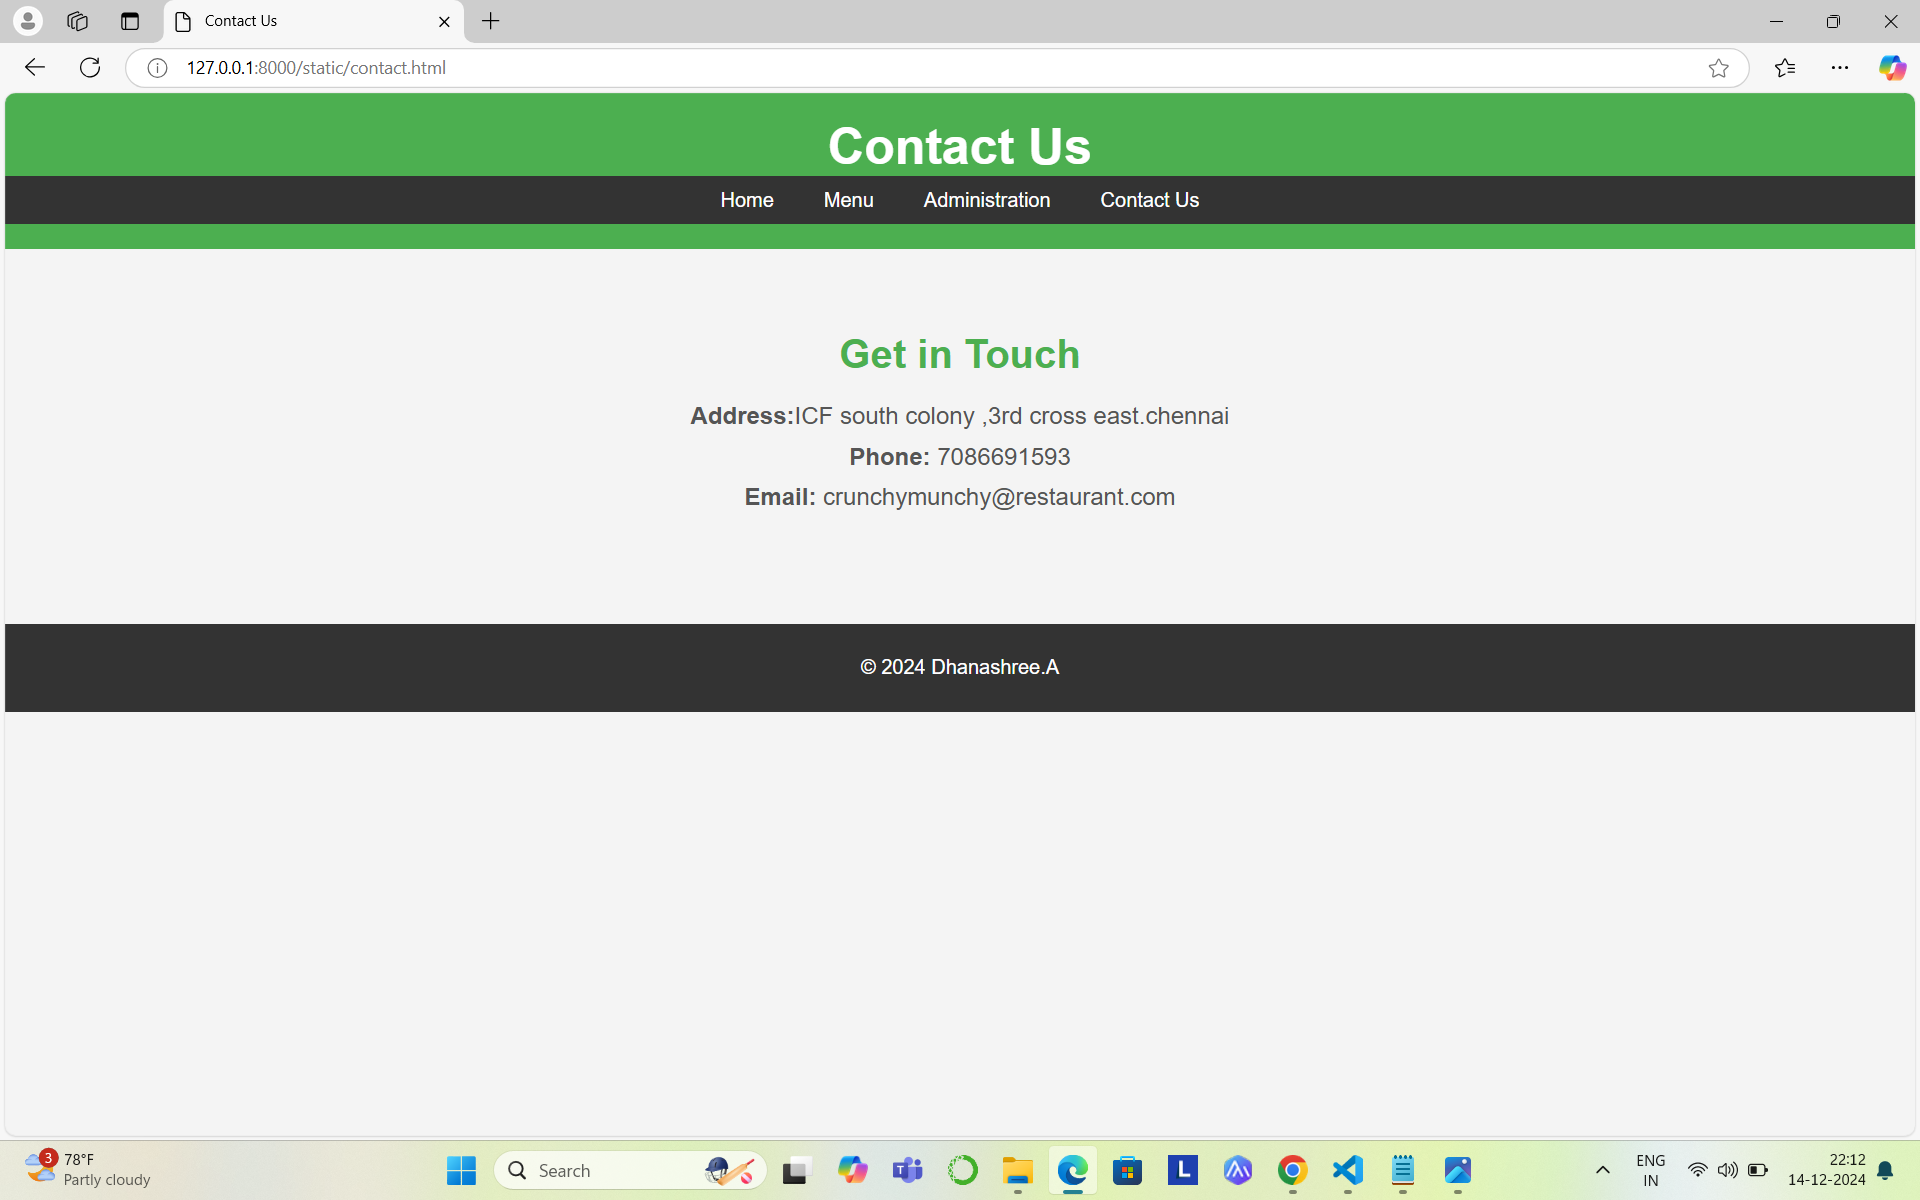 Contact Us
127.0.0.1:8000/static/contact.html
Contact Us
Home Menu Administration Contact Us
Get in Touch
Address:ICF south colony ,3rd cross east.chennai
Phone: 7086691593
Email: crunchymunchy@restaurant.com
© 2024 Dhanashree.A
3
78°F
Partly cloudy
Search
T
L
ENG
IN
22:12
14-12-2024